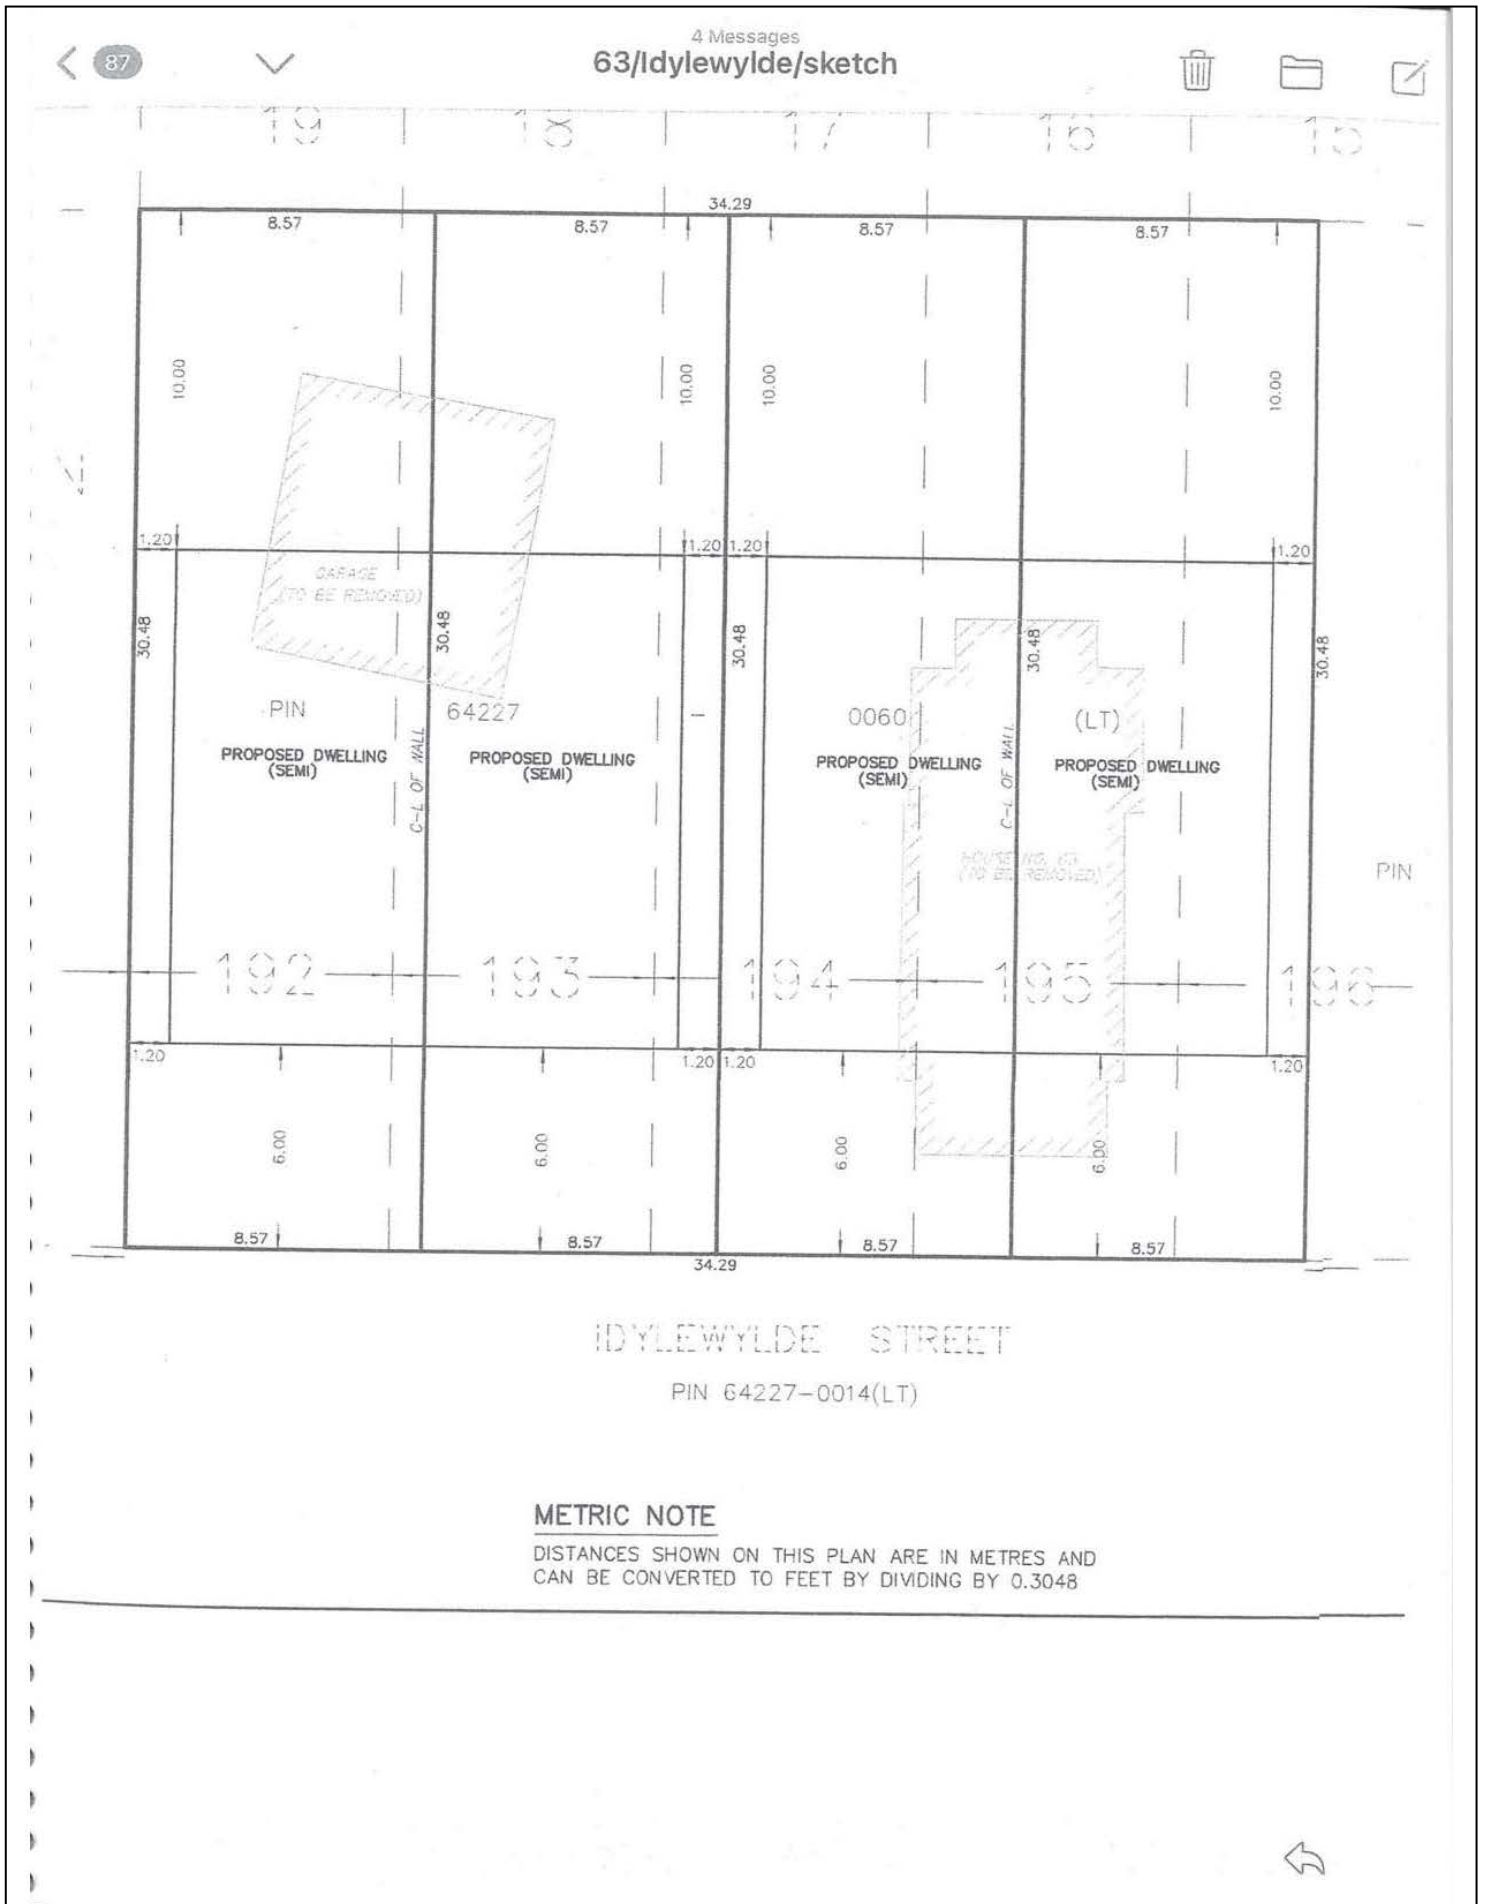 4 Messages
87
63/Idylewylde/sketch
19 18 17 16 15
34.29
8.57 8.57 8.57 8.57
10.00 10.00 10.00 10.00
1.20 1.20 1.20 1.20
GARAGE
(TO BE REMOVED)
30.48 30.48 30.48 30.48 30.48
PIN 64227 – 0060 (LT)
PROPOSED DWELLING
(SEMI)
PROPOSED DWELLING
(SEMI)
PROPOSED DWELLING
(SEMI)
PROPOSED DWELLING
(SEMI)
C-L OF WALL
C-L OF WALL
HOUSE NO. 63
(TO BE REMOVED)
PIN
192 193 194 195 196
1.20 1.20 1.20 1.20
6.00 6.00 6.00 6.00
8.57 8.57 8.57 8.57
34.29
IDYLEWYLDE STREET
PIN 64227-0014(LT)
METRIC NOTE
DISTANCES SHOWN ON THIS PLAN ARE IN METRES AND
CAN BE CONVERTED TO FEET BY DIVIDING BY 0.3048